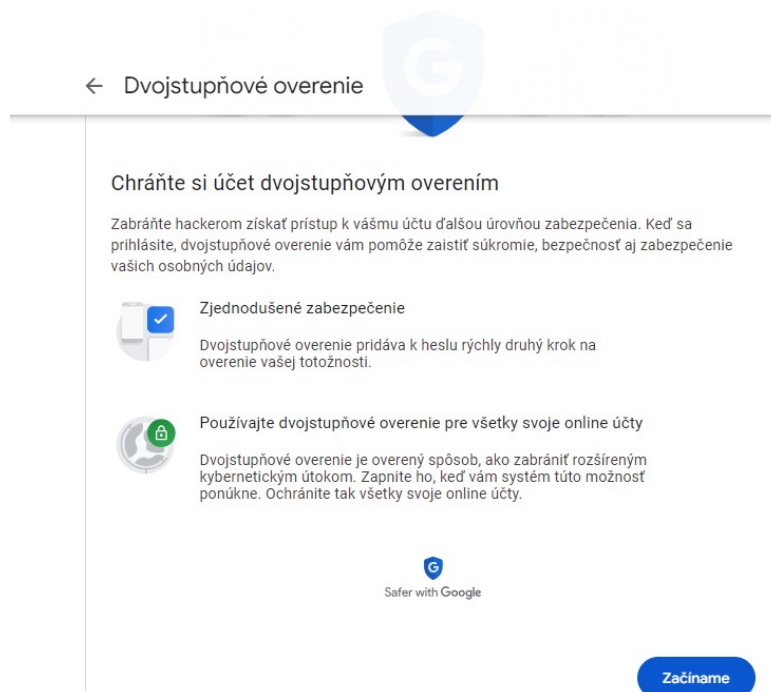 Dvojstupňové overenie
Chráňte si účet dvojstupňovým overením
Zabráňte hackerom získať prístup k vášmu účtu ďalšou úrovňou zabezpečenia. Keď sa
prihlásite, dvojstupňové overenie vám pomôže zaistiť súkromie, bezpečnosť aj zabezpečenie
vašich osobných údajov.
Zjednodušené zabezpečenie
Dvojstupňové overenie pridáva k heslu rýchly druhý krok na
overenie vašej totožnosti.
Používajte dvojstupňové overenie pre všetky svoje online účty
Dvojstupňové overenie je overený spôsob, ako zabrániť rozšíreným
kybernetickým útokom. Zapnite ho, keď vám systém túto možnosť
ponúkne. Ochránite tak všetky svoje online účty.
G
Safer with Google
Začíname